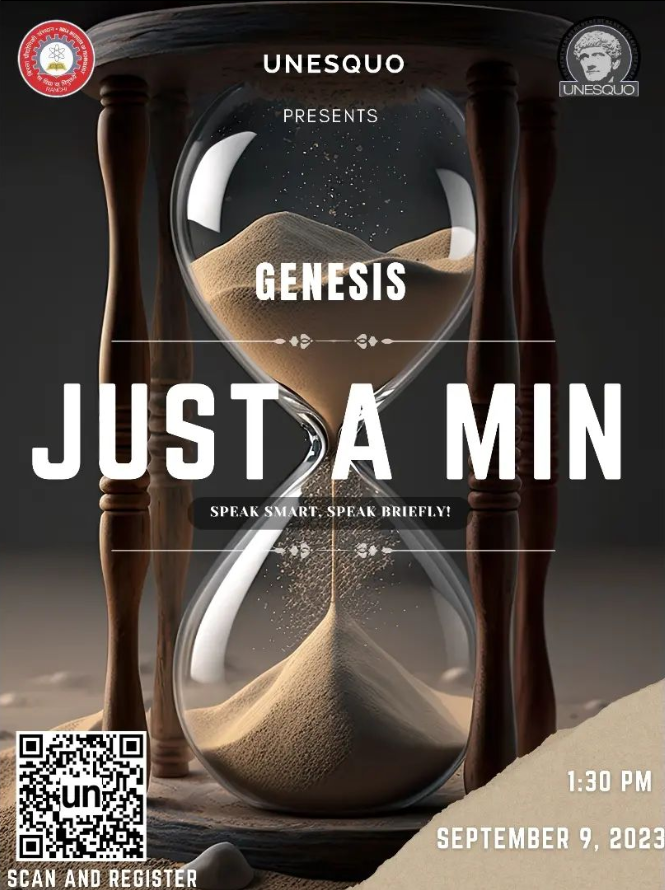 UNESQUO
PRESENTS
RANCHI
UNESQUO
GENESIS
JUST A MIN
SPEAK SMART, SPEAK BRIEFLY!
un
1:30 PM
SEPTEMBER 9, 2023
SCAN AND REGISTER